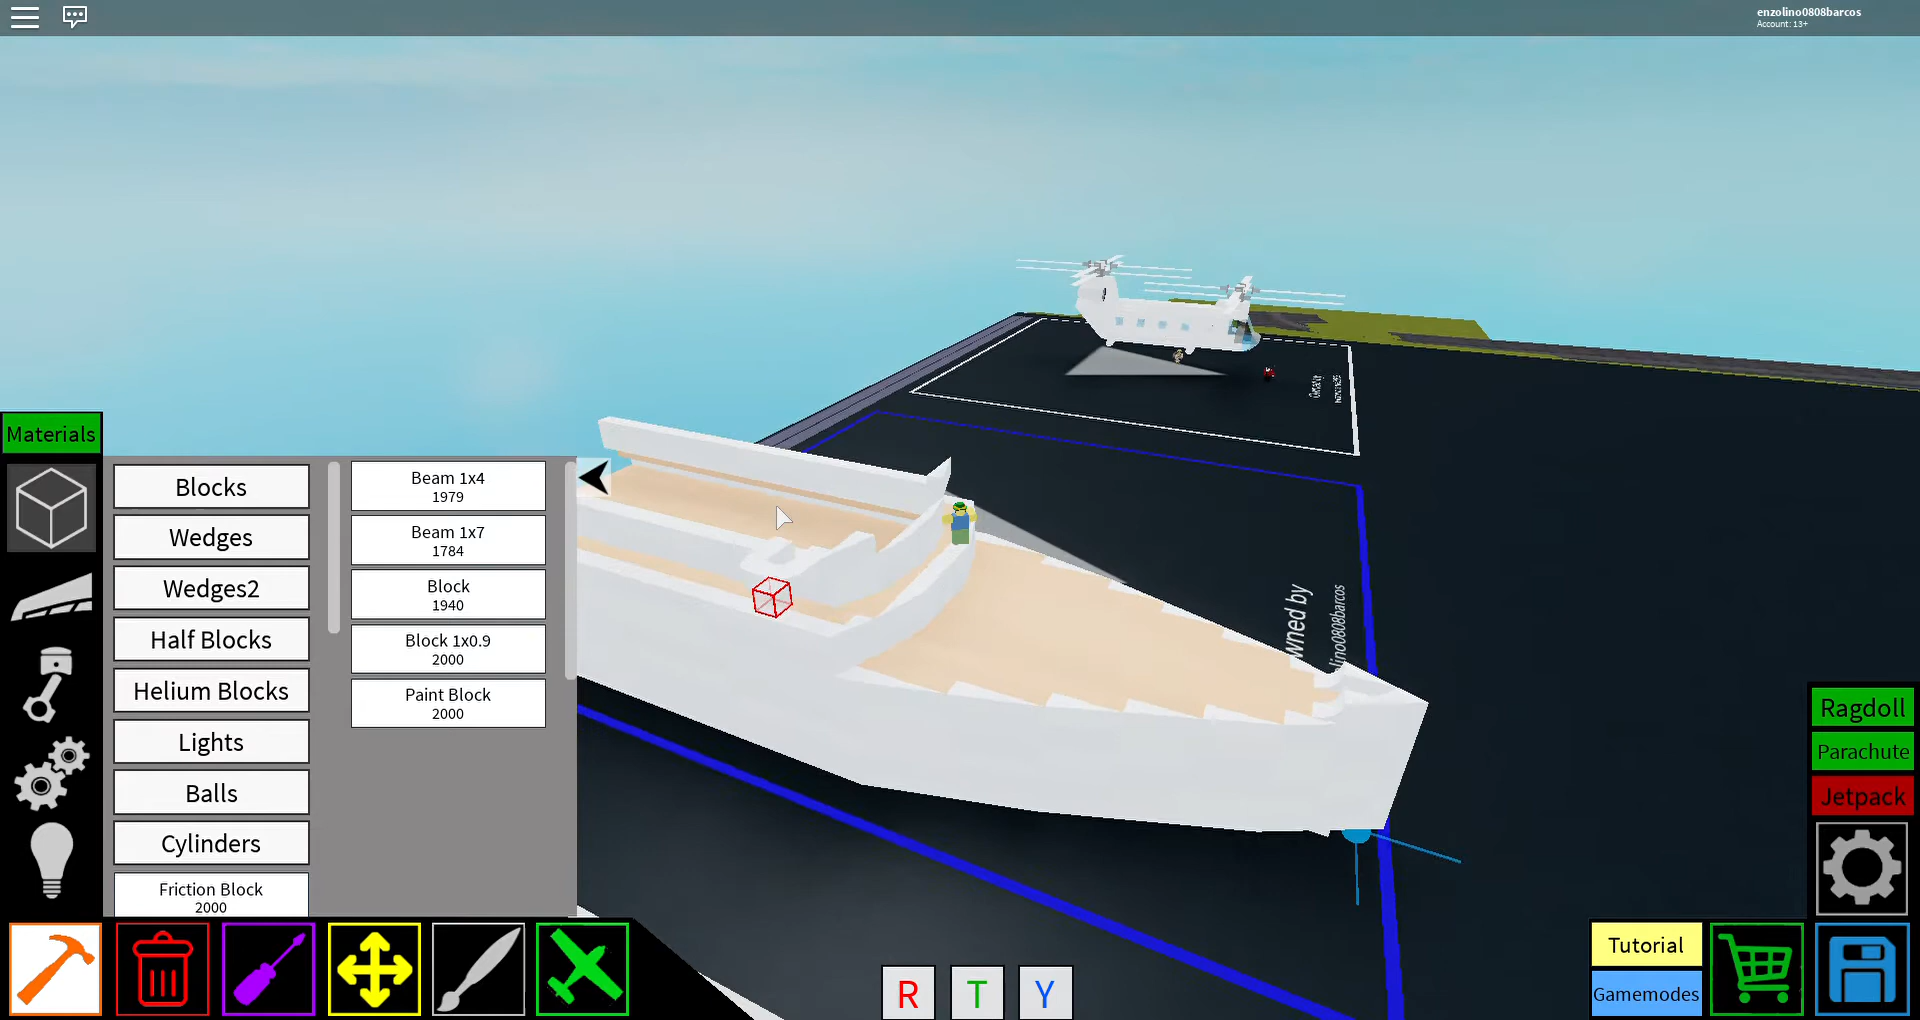 enzolino0808barcos
Account: 13+
Materials
Blocks
Wedges
Wedges2
Half Blocks
Helium Blocks
Lights
Balls
Cylinders
Friction Block
2000
Beam 1x4
1979
Beam 1x7
1784
Block
1940
Block 1x0.9
2000
Paint Block
2000
wned by
lino0808barcos
Ragdoll
Parachute
Jetpack
Tutorial
Gamemodes
R T Y